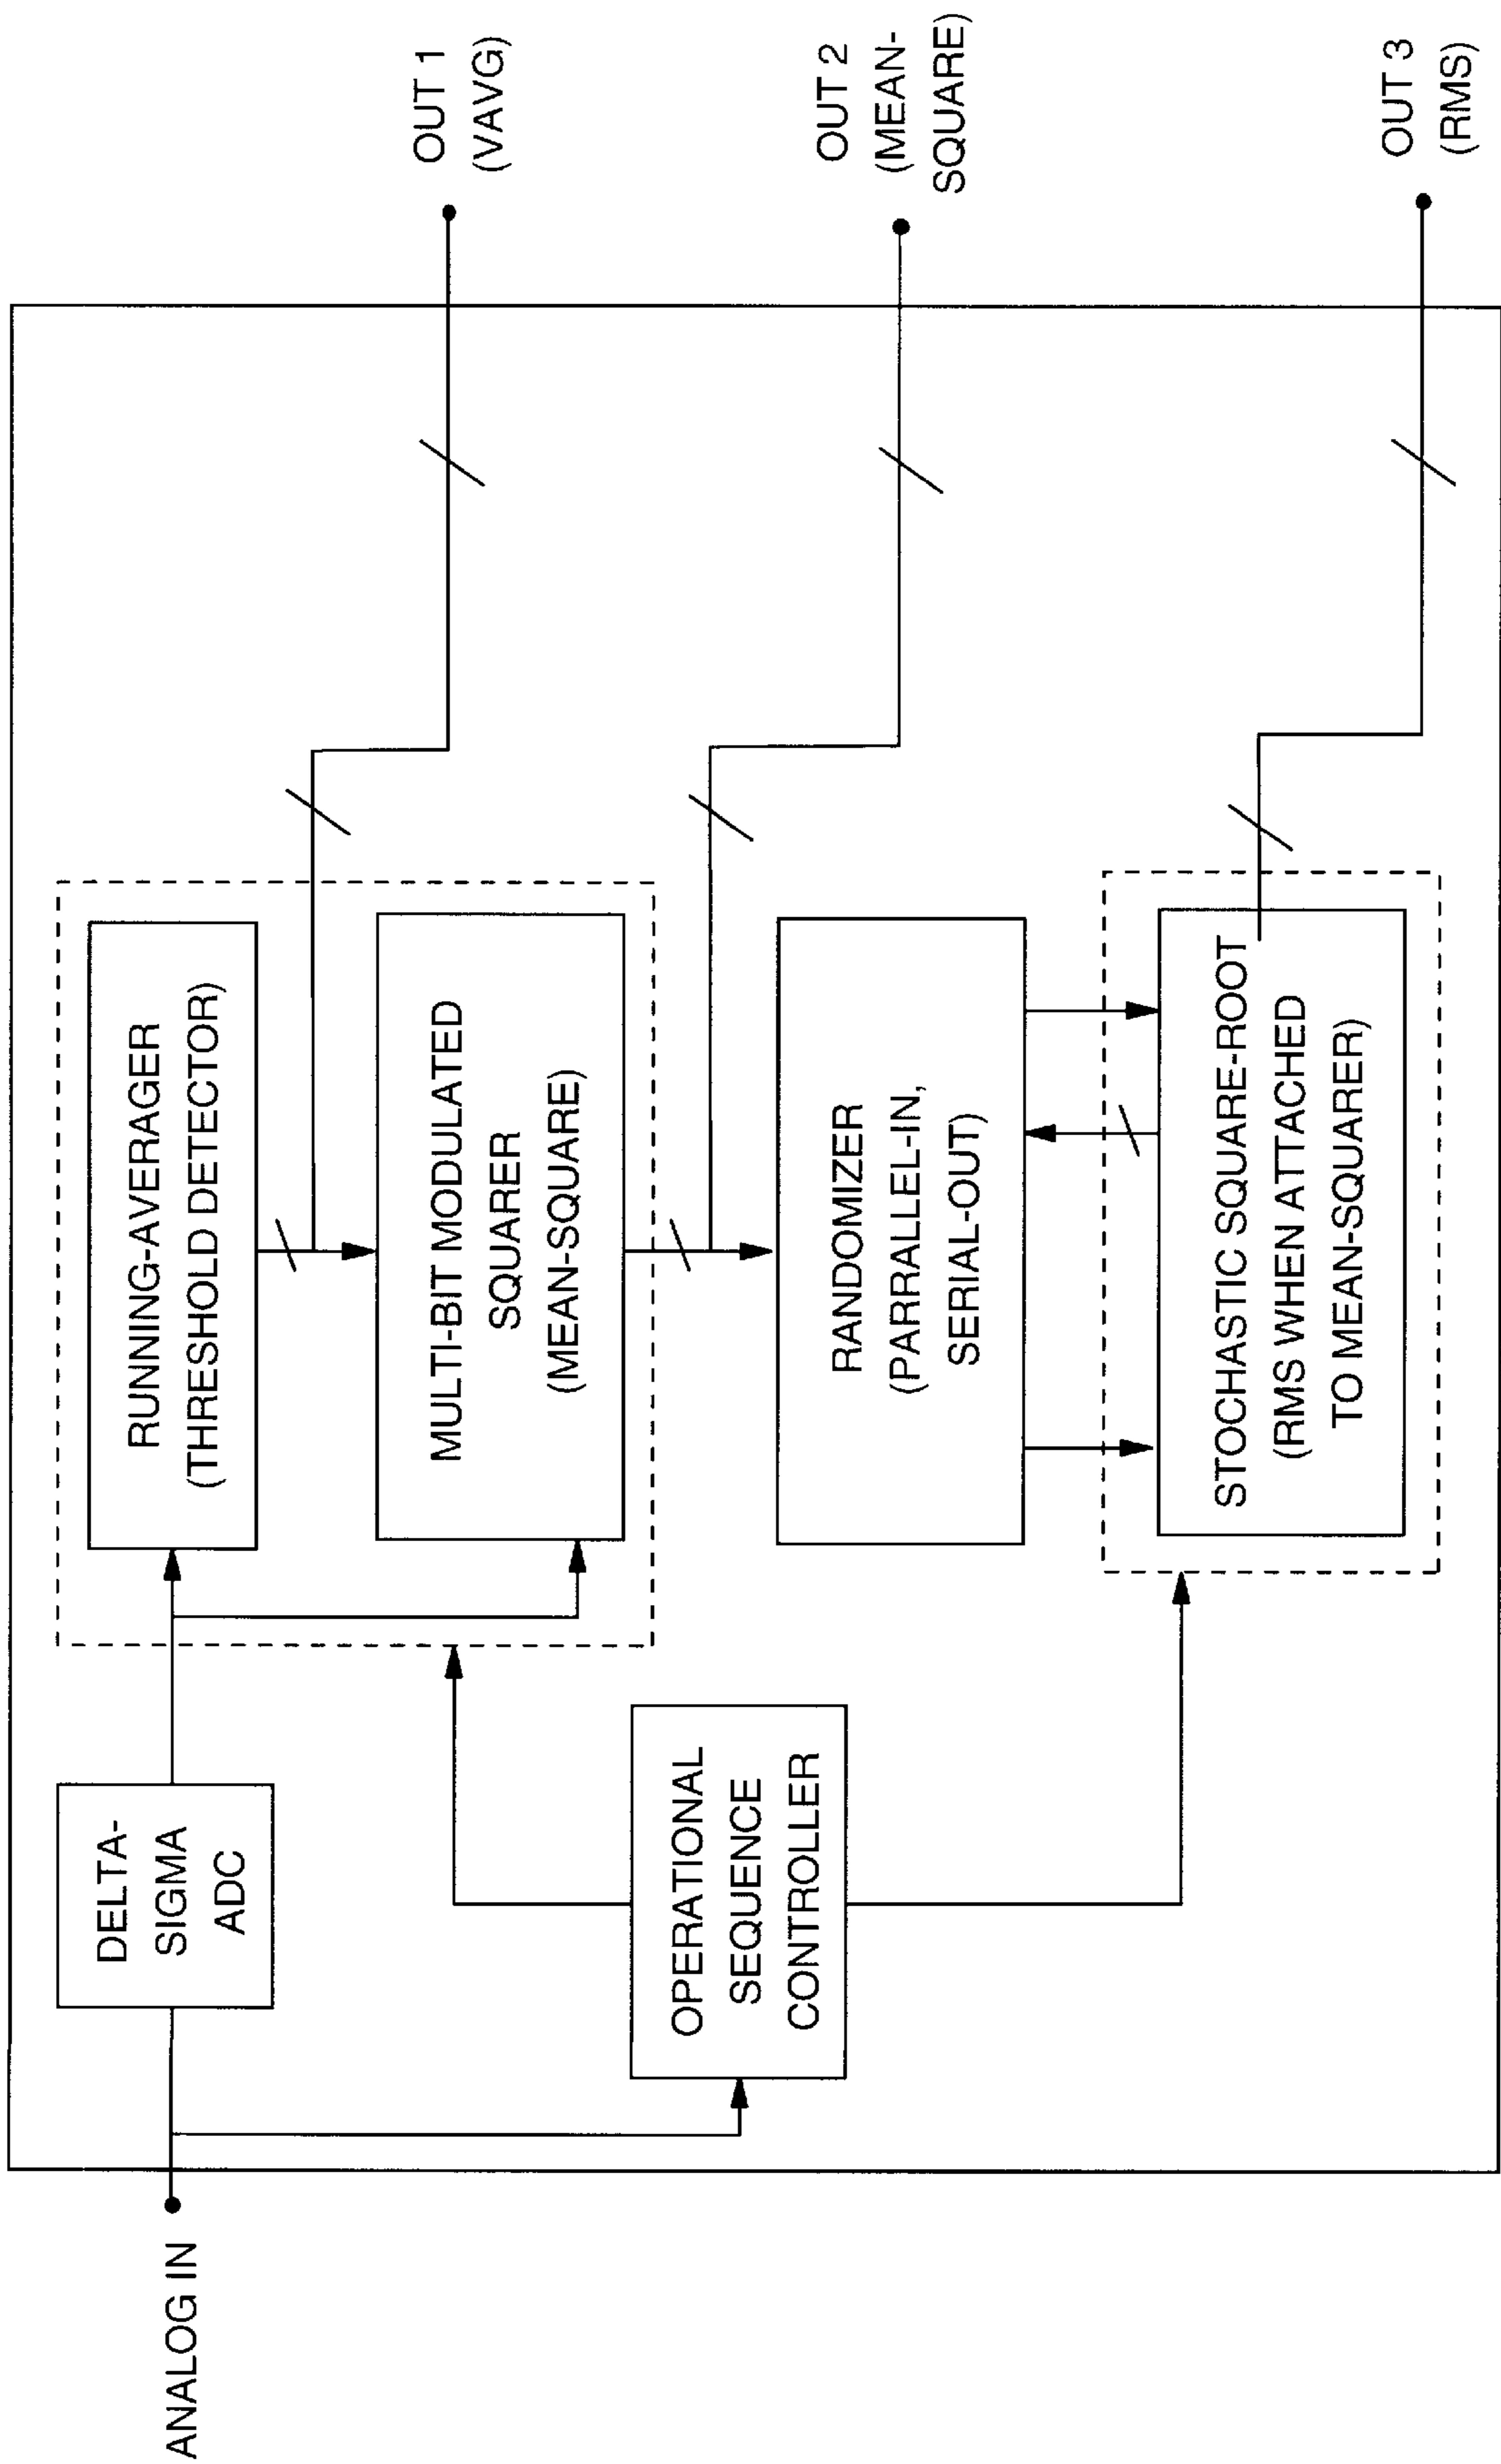 ANALOG IN
DELTA-
SIGMA
ADC
OPERATIONAL
SEQUENCE
CONTROLLER
RUNNING-AVERAGER
(THRESHOLD DETECTOR)
MULTI-BIT MODULATED
SQUARER
(MEAN-SQUARE)
RANDOMIZER
(PARRALLEL-IN,
SERIAL-OUT)
STOCHASTIC SQUARE-ROOT
(RMS WHEN ATTACHED
TO MEAN-SQUARER)
OUT 1
(VAVG)
OUT 2
(MEAN-
SQUARE)
OUT 3
(RMS)